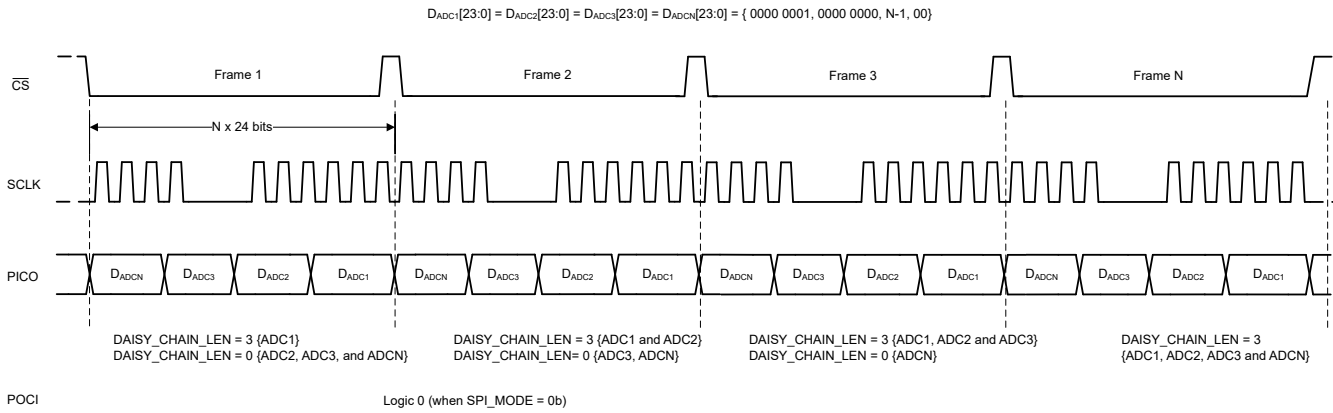 DADC1[23:0] = DADC2[23:0] = DADC3[23:0] = DADCN[23:0] = { 0000 0001, 0000 0000, N-1, 00}
CS
Frame 1
Frame 2
Frame 3
Frame N
N x 24 bits
SCLK
PICO
DADCN
DADC3
DADC2
DADC1
DADCN
DADC3
DADC2
DADC1
DADCN
DADC3
DADC2
DADC1
DADCN
DADC3
DADC2
DADC1
DAISY_CHAIN_LEN = 3 {ADC1}
DAISY_CHAIN_LEN = 0 {ADC2, ADC3, and ADCN}
DAISY_CHAIN_LEN = 3 {ADC1 and ADC2}
DAISY_CHAIN_LEN= 0 {ADC3, ADCN}
DAISY_CHAIN_LEN = 3 {ADC1, ADC2 and ADC3}
DAISY_CHAIN_LEN = 0 {ADCN}
DAISY_CHAIN_LEN = 3
{ADC1, ADC2, ADC3 and ADCN}
POCI
Logic 0 (when SPI_MODE = 0b)